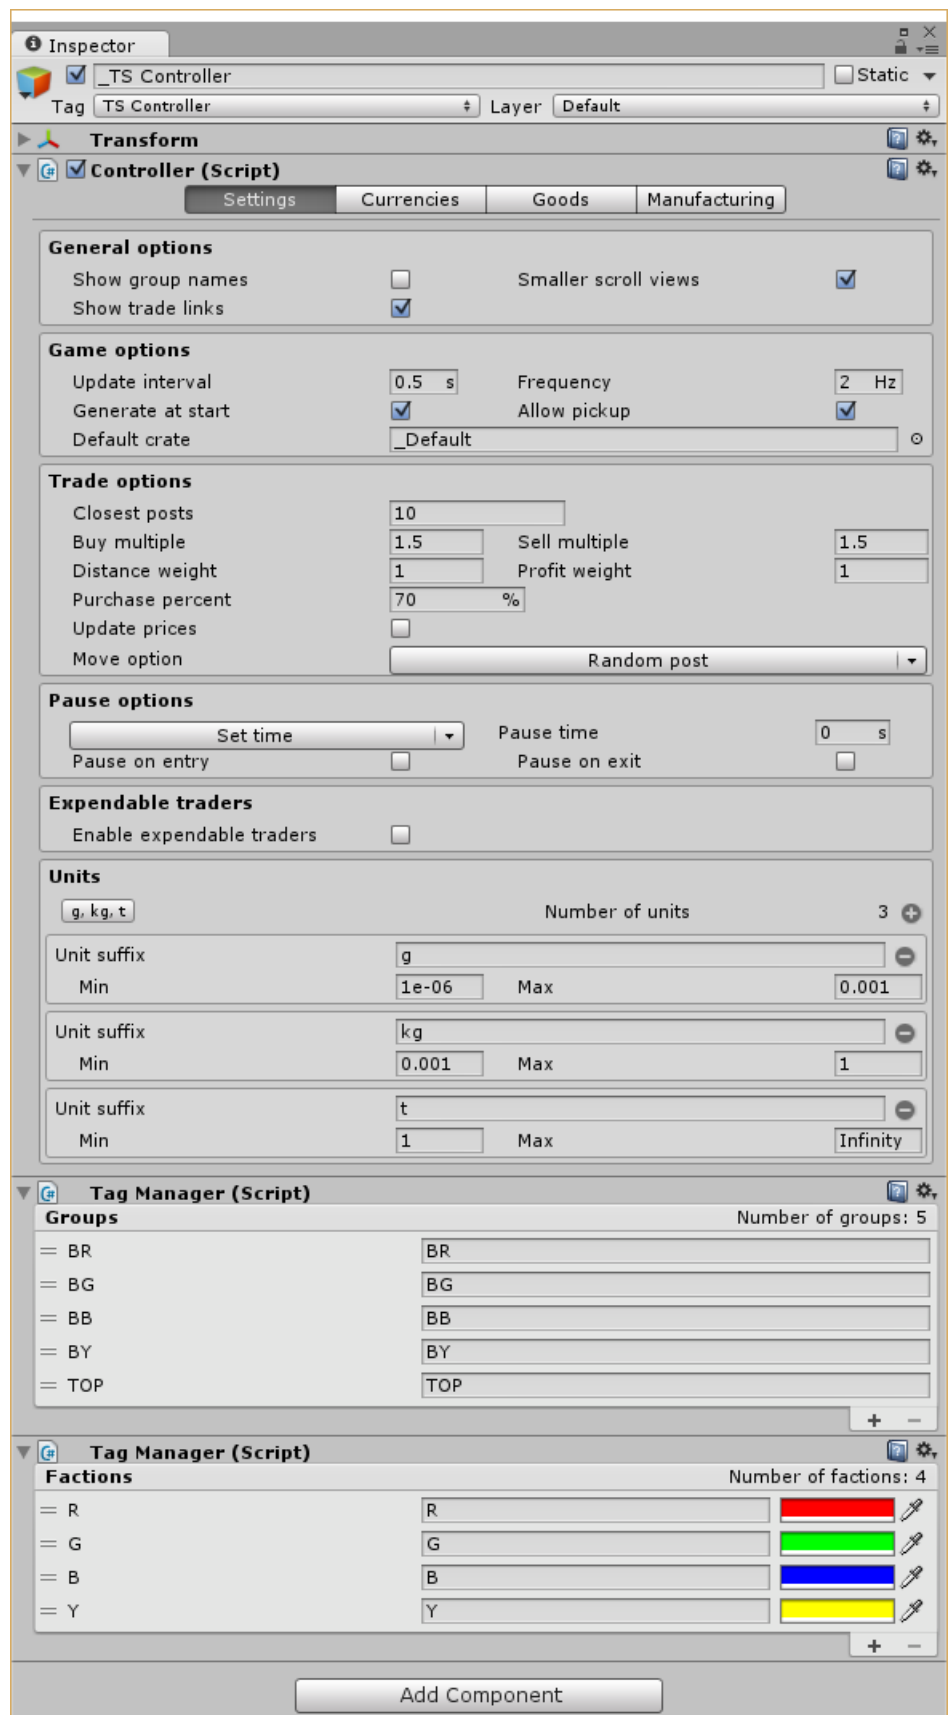 Inspector
_TS Controller Static
Tag TS Controller Layer Default
Transform
Controller (Script)
Settings Currencies Goods Manufacturing
General options
Show group names Smaller scroll views
Show trade links
Game options
Update interval 0.5 s Frequency 2 Hz
Generate at start Allow pickup
Default crate _Default
Trade options
Closest posts 10
Buy multiple 1.5 Sell multiple 1.5
Distance weight 1 Profit weight 1
Purchase percent 70 %
Update prices
Move option Random post
Pause options
Set time Pause time 0 s
Pause on entry Pause on exit
Expendable traders
Enable expendable traders
Units
g, kg, t Number of units 3
Unit suffix g
Min 1e-06 Max 0.001
Unit suffix kg
Min 0.001 Max 1
Unit suffix t
Min 1 Max Infinity
Tag Manager (Script)
Groups Number of groups: 5
BR BR
BG BG
BB BB
BY BY
TOP TOP
+ −
Tag Manager (Script)
Factions Number of factions: 4
R R
G G
B B
Y Y
+ −
Add Component